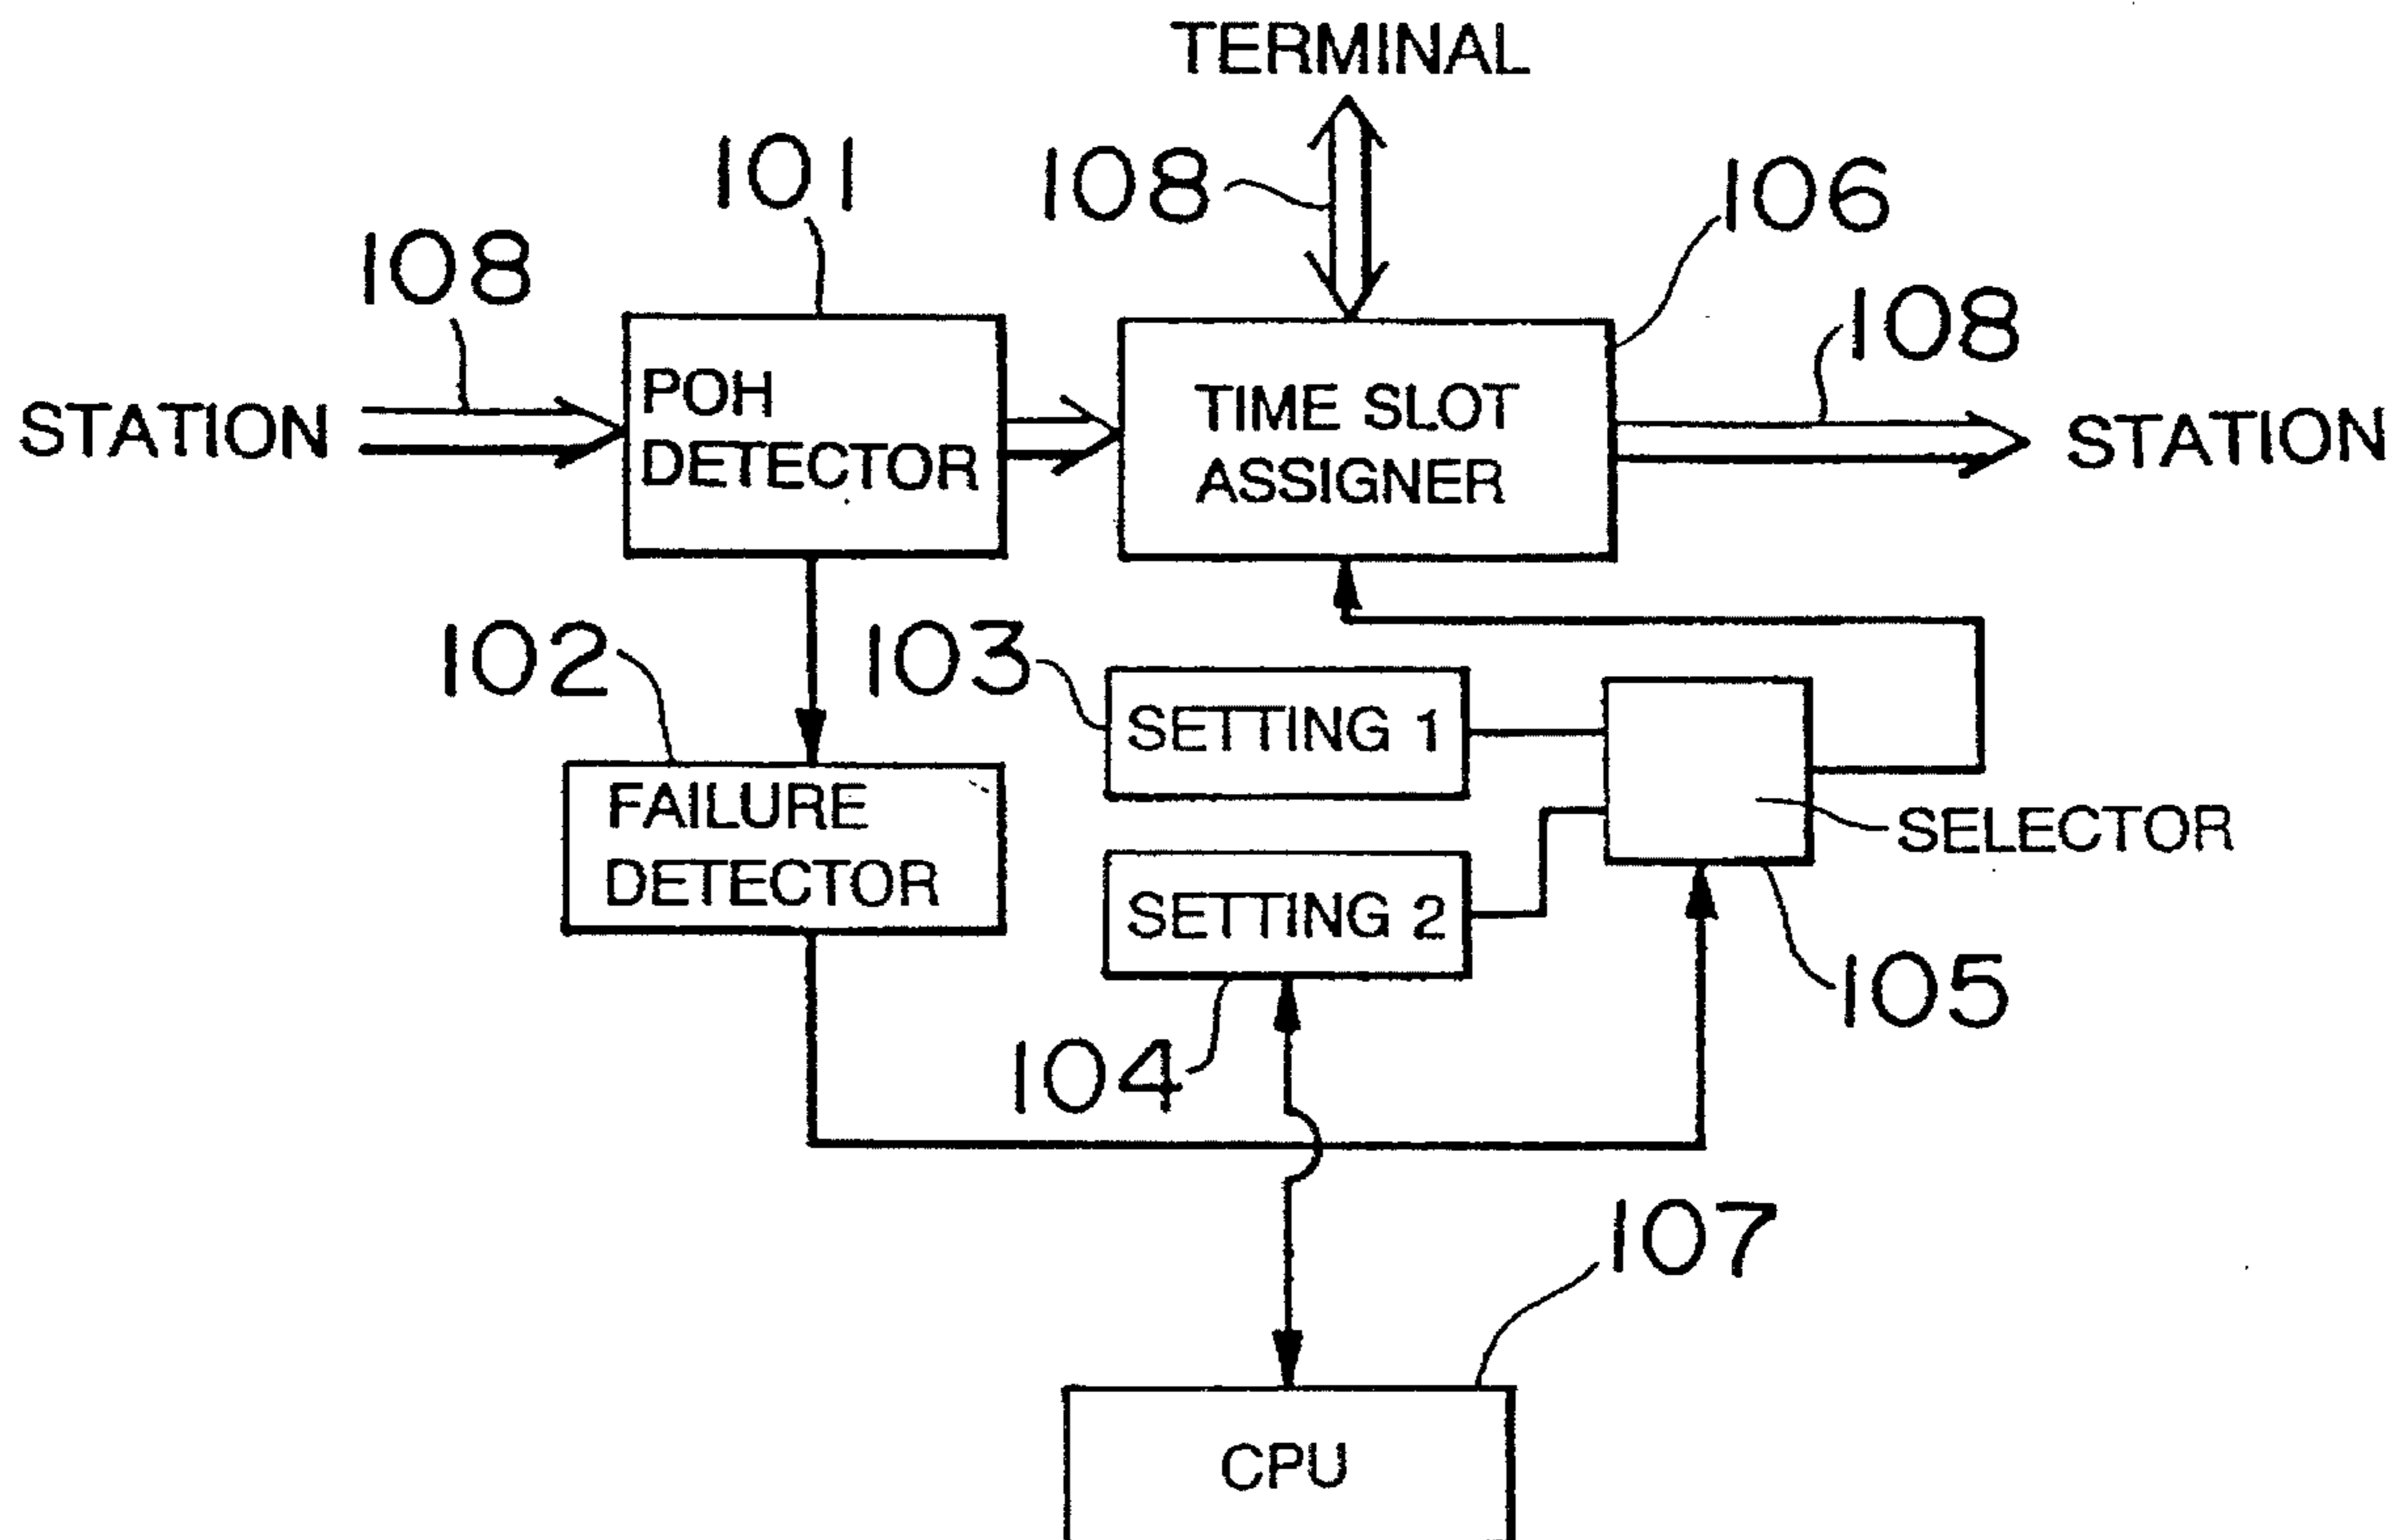 TERMINAL
101
108
106
108
108
POH
DETECTOR
TIME SLOT
ASSIGNER
STATION
STATION
102
103
SETTING 1
FAILURE
DETECTOR
SELECTOR
SETTING 2
105
104
107
CPU